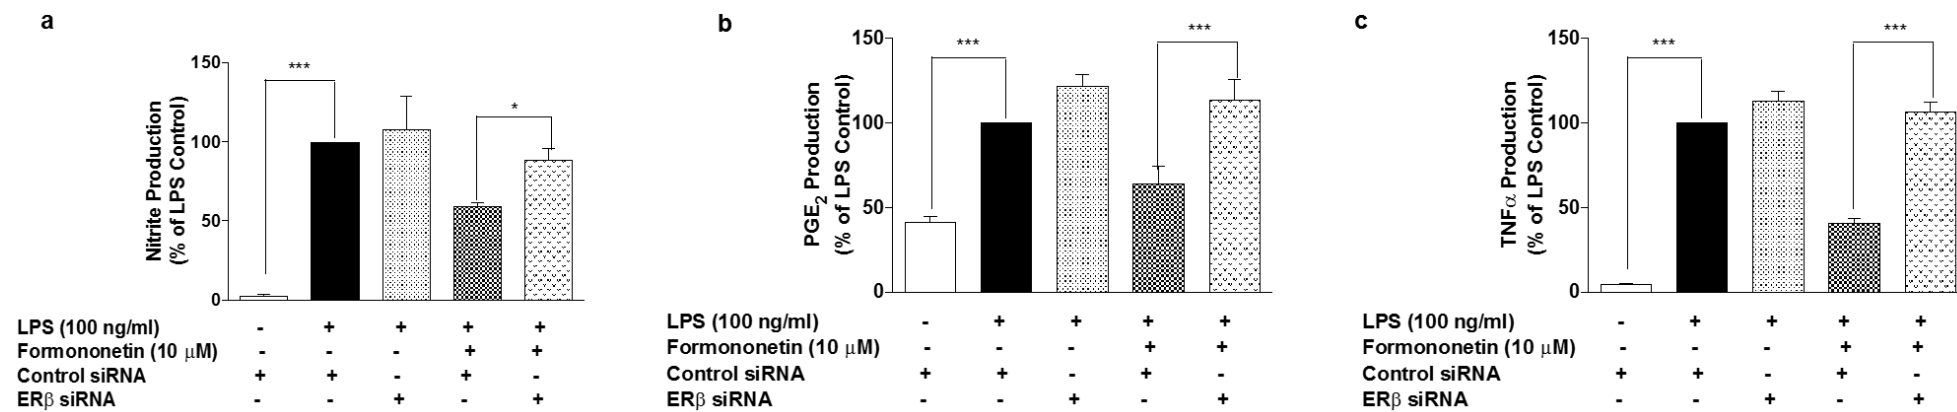 a
Nitrite Production
(% of LPS Control)
150
100
50
0
***
*
LPS (100 ng/ml) - + + + +
Formononetin (10 μM) - - - + +
Control siRNA + + - + -
ERβ siRNA - - + - +
b
PGE2 Production
(% of LPS Control)
150
100
50
0
***
***
LPS (100 ng/ml) - + + + +
Formononetin (10 μM) - - - + +
Control siRNA + + - + -
ERβ siRNA - - + - +
c
TNFα Production
(% of LPS Control)
150
100
50
0
***
***
LPS (100 ng/ml) - + + + +
Formononetin (10 μM) - - - + +
Control siRNA + + - + -
ERβ siRNA - - + - +